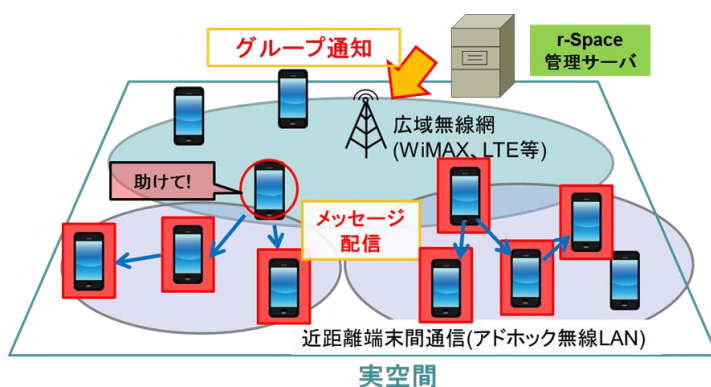 グループ通知
r-Space
管理サーバ
広域無線網
(WiMAX、LTE等)
助けて!
メッセージ
配信
近距離端末間通信(アドホック無線LAN)
実空間